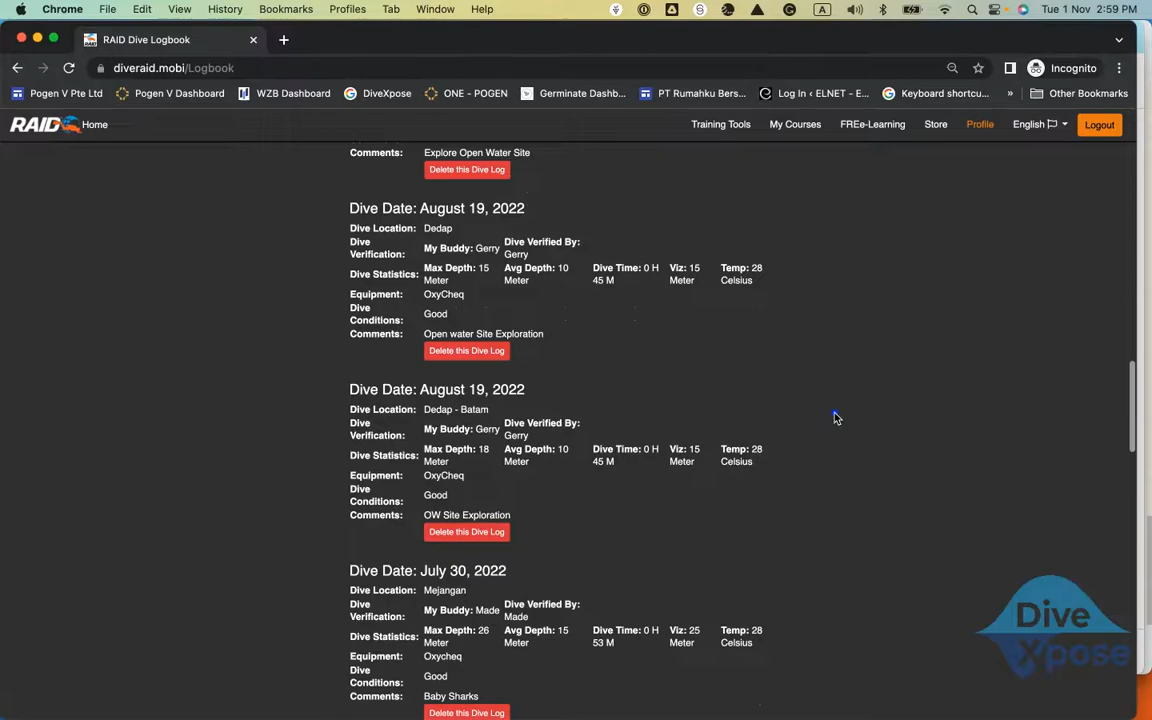 Chrome File Edit View History Bookmarks Profiles Tab Window Help A Tue 1 Nov 2:59 PM
RAID Dive Logbook
diveraid.mobi/Logbook Incognito
Pogen V Pte Ltd Pogen V Dashboard WZB Dashboard DiveXpose ONE - POGEN Germinate Dashb... PT Rumahku Bers... Log In ‹ ELNET – E... Keyboard shortcu... » Other Bookmarks
RAID Home Training Tools My Courses FREe-Learning Store Profile English Logout
Comments: Explore Open Water Site
Delete this Dive Log
Dive Date: August 19, 2022
Dive Location: Dedap
Dive Verification: My Buddy: Gerry Dive Verified By: Gerry
Dive Statistics: Max Depth: 15 Meter Avg Depth: 10 Meter Dive Time: 0 H 45 M Viz: 15 Meter Temp: 28 Celsius
Equipment: OxyCheq
Dive Conditions: Good
Comments: Open water Site Exploration
Delete this Dive Log
Dive Date: August 19, 2022
Dive Location: Dedap - Batam
Dive Verification: My Buddy: Gerry Dive Verified By: Gerry
Dive Statistics: Max Depth: 18 Meter Avg Depth: 10 Meter Dive Time: 0 H 45 M Viz: 15 Meter Temp: 28 Celsius
Equipment: OxyCheq
Dive Conditions: Good
Comments: OW Site Exploration
Delete this Dive Log
Dive Date: July 30, 2022
Dive Location: Mejangan
Dive Verification: My Buddy: Made Dive Verified By: Made
Dive Statistics: Max Depth: 26 Meter Avg Depth: 15 Meter Dive Time: 0 H 53 M Viz: 25 Meter Temp: 28 Celsius
Equipment: Oxycheq
Dive Conditions: Good
Comments: Baby Sharks
Delete this Dive Log
Dive
Xpose